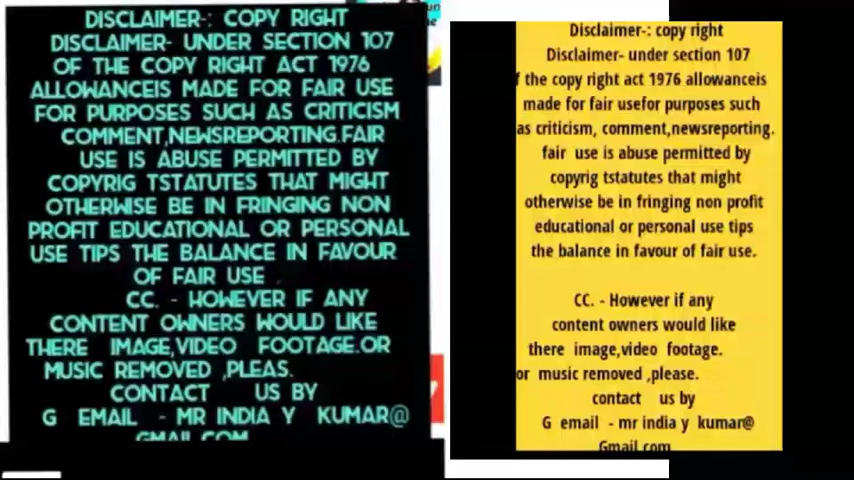 DISCLAIMER-: COPY RIGHT
DISCLAIMER- UNDER SECTION 107
OF THE COPY RIGHT ACT 1976
ALLOWANCEIS MADE FOR FAIR USE
FOR PURPOSES SUCH AS CRITICISM
COMMENT,NEWSREPORTING.FAIR
USE IS ABUSE PERMITTED BY
COPYRIG TSTATUTES THAT MIGHT
OTHERWISE BE IN FRINGING NON
PROFIT EDUCATIONAL OR PERSONAL
USE TIPS THE BALANCE IN FAVOUR
OF FAIR USE
CC. - HOWEVER IF ANY
CONTENT OWNERS WOULD LIKE
THERE IMAGE,VIDEO FOOTAGE.OR
MUSIC REMOVED ,PLEAS.
CONTACT US BY
G EMAIL - MR INDIA Y KUMAR@
GMAIL.COM
Disclaimer-: copy right
Disclaimer- under section 107
f the copy right act 1976 allowanceis
made for fair usefor purposes such
as criticism, comment,newsreporting.
fair use is abuse permitted by
copyrig tstatutes that might
otherwise be in fringing non profit
educational or personal use tips
the balance in favour of fair use.
CC. - However if any
content owners would like
there image,video footage.
or music removed ,please.
contact us by
G email - mr india y kumar@
Gmail.com